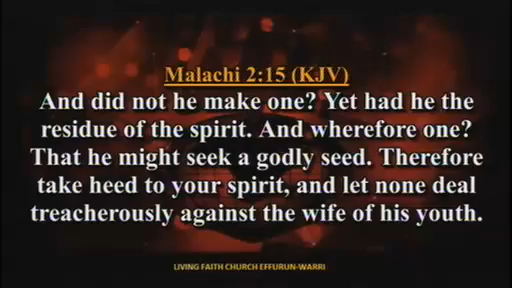 Malachi 2:15 (KJV)
And did not he make one? Yet had he the
residue of the spirit. And wherefore one?
That he might seek a godly seed. Therefore
take heed to your spirit, and let none deal
treacherously against the wife of his youth.
LIVING FAITH CHURCH EFFURUN-WARRI